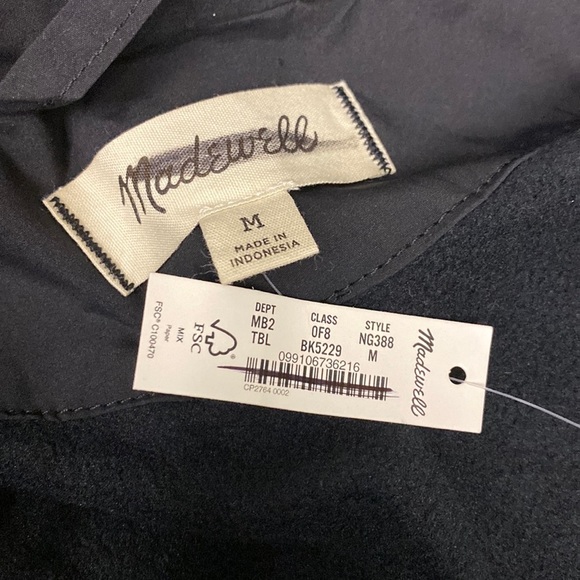 Madewell
M
MADE IN
INDONESIA
FSC® C100470
MIX
Paper
FSC
DEPT CLASS STYLE
MB2 0F8 NG388
TBL BK5229 M
099106736216
CP2764 0002
Madewell